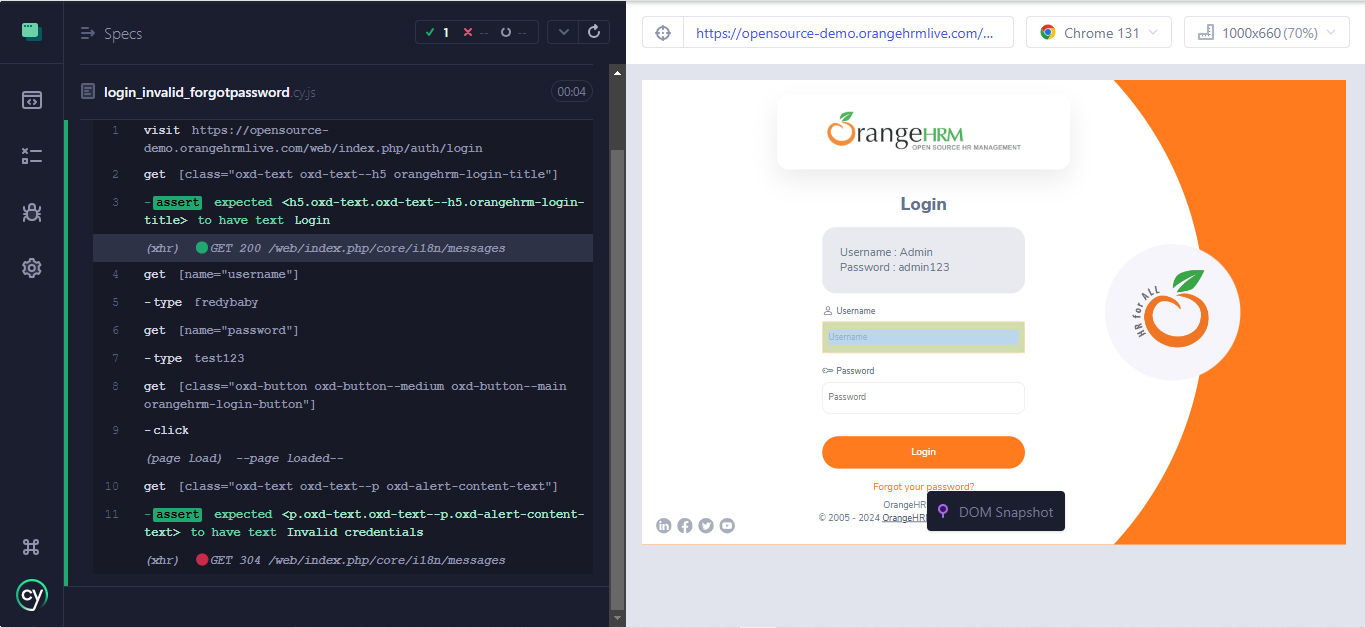 Specs
1
--
--
login_invalid_forgotpassword.cy.js
00:04
1 visit https://opensource-
demo.orangehrmlive.com/web/index.php/auth/login
2 get [class="oxd-text oxd-text--h5 orangehrm-login-title"]
3 -assert expected <h5.oxd-text.oxd-text--h5.orangehrm-login-
title> to have text Login
(xhr) GET 200 /web/index.php/core/i18n/messages
4 get [name="username"]
5 -type fredybaby
6 get [name="password"]
7 -type test123
8 get [class="oxd-button oxd-button--medium oxd-button--main
orangehrm-login-button"]
9 -click
(page load) --page loaded--
10 get [class="oxd-text oxd-text--p oxd-alert-content-text"]
11 -assert expected <p.oxd-text.oxd-text--p.oxd-alert-content-
text> to have text Invalid credentials
(xhr) GET 304 /web/index.php/core/i18n/messages
cy
https://opensource-demo.orangehrmlive.com/...
Chrome 131
1000x660 (70%)
OrangeHRM
OPEN SOURCE HR MANAGEMENT
Login
Username : Admin
Password : admin123
Username
Username
Password
Password
Login
Forgot your password?
OrangeHR
© 2005 - 2024 OrangeHR
DOM Snapshot
HR for ALL